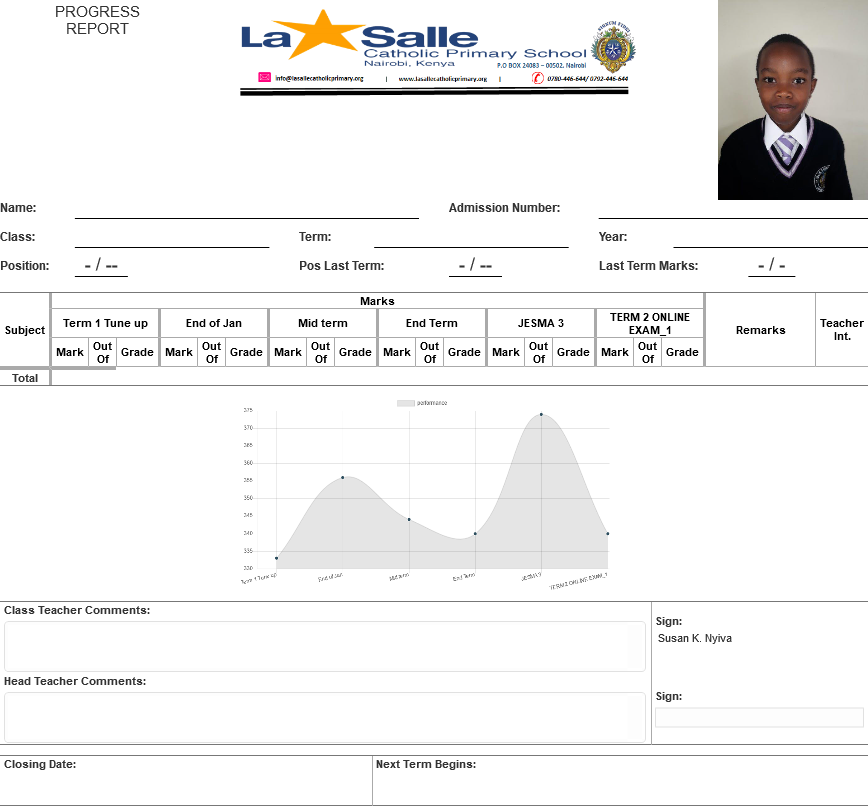 PROGRESS
REPORT
La Salle
Catholic Primary School
Nairobi, Kenya
P.O BOX 24083 – 00502, Nairobi
info@lasallecatholicprimary.org | www.lasallecatholicprimary.org | 0780-446-644/ 0792-446-644
Name: Admission Number:
Class: Term: Year:
Position: - / -- Pos Last Term: - / -- Last Term Marks: - / -
Marks
Subject Term 1 Tune up End of Jan Mid term End Term JESMA 3 TERM 2 ONLINE EXAM_1 Remarks Teacher Int.
Mark Out Of Grade Mark Out Of Grade Mark Out Of Grade Mark Out Of Grade Mark Out Of Grade Mark Out Of Grade
Total
performance
375
370
365
360
355
350
345
340
335
330
Term 1 Tune up End of Jan Mid term End Term JESMA 3 TERM 2 ONLINE EXAM_1
Class Teacher Comments:
Sign:
Susan K. Nyiva
Head Teacher Comments:
Sign:
Closing Date: Next Term Begins: